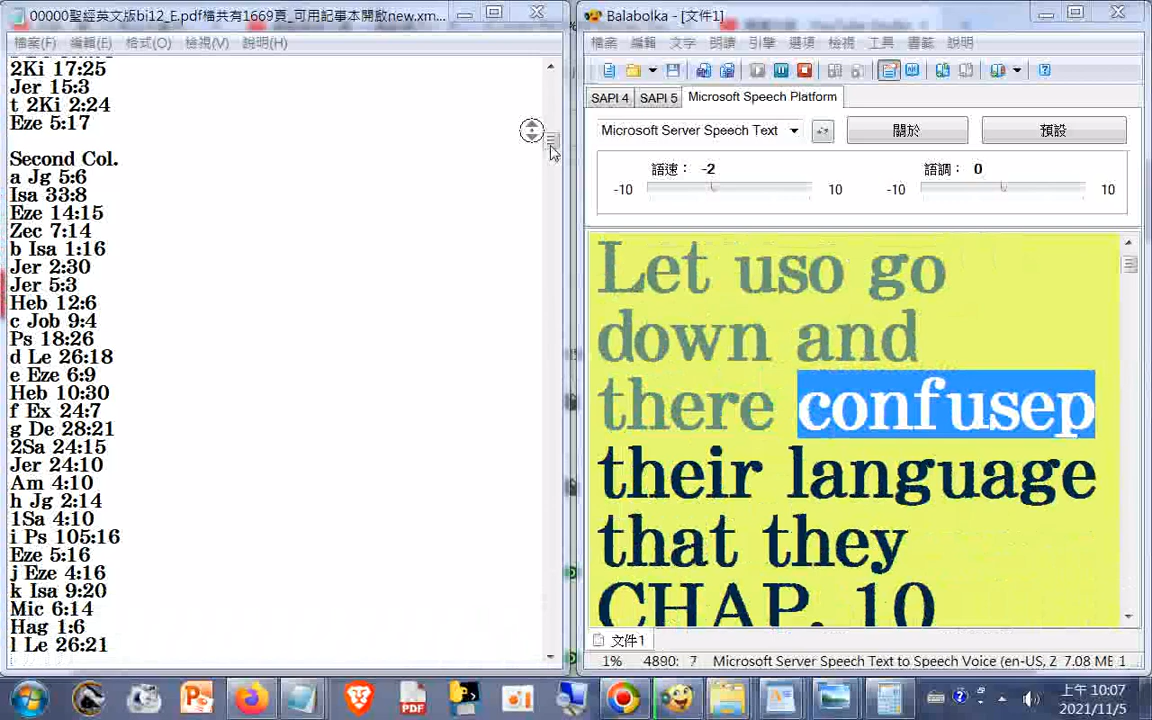 00000聖經英文版bi12_E.pdf檔共有1669頁_可用記事本開啟new.xm...
檔案(F) 編輯(E) 格式(O) 檢視(V) 說明(H)
2Ki 17:25
Jer 15:3
t 2Ki 2:24
Eze 5:17
Second Col.
a Jg 5:6
Isa 33:8
Eze 14:15
Zec 7:14
b Isa 1:16
Jer 2:30
Jer 5:3
Heb 12:6
c Job 9:4
Ps 18:26
d Le 26:18
e Eze 6:9
Heb 10:30
f Ex 24:7
g De 28:21
2Sa 24:15
Jer 24:10
Am 4:10
h Jg 2:14
1Sa 4:10
i Ps 105:16
Eze 5:16
j Eze 4:16
k Isa 9:20
Mic 6:14
Hag 1:6
l Le 26:21
Balabolka - [文件1]
檔案 編輯 文字 朗讀 引擎 選項 檢視 工具 書籤 說明
SAPI 4 SAPI 5 Microsoft Speech Platform
Microsoft Server Speech Text 關於 預設
語速： -2 語調： 0
-10 10 -10 10
Let uso go
down and
there confusep
their language
that they
CHAP. 10
文件1
1% 4890: 7 Microsoft Server Speech Text to Speech Voice (en-US, Z 7.08 ME 1
PDF
上午 10:07
2021/11/5